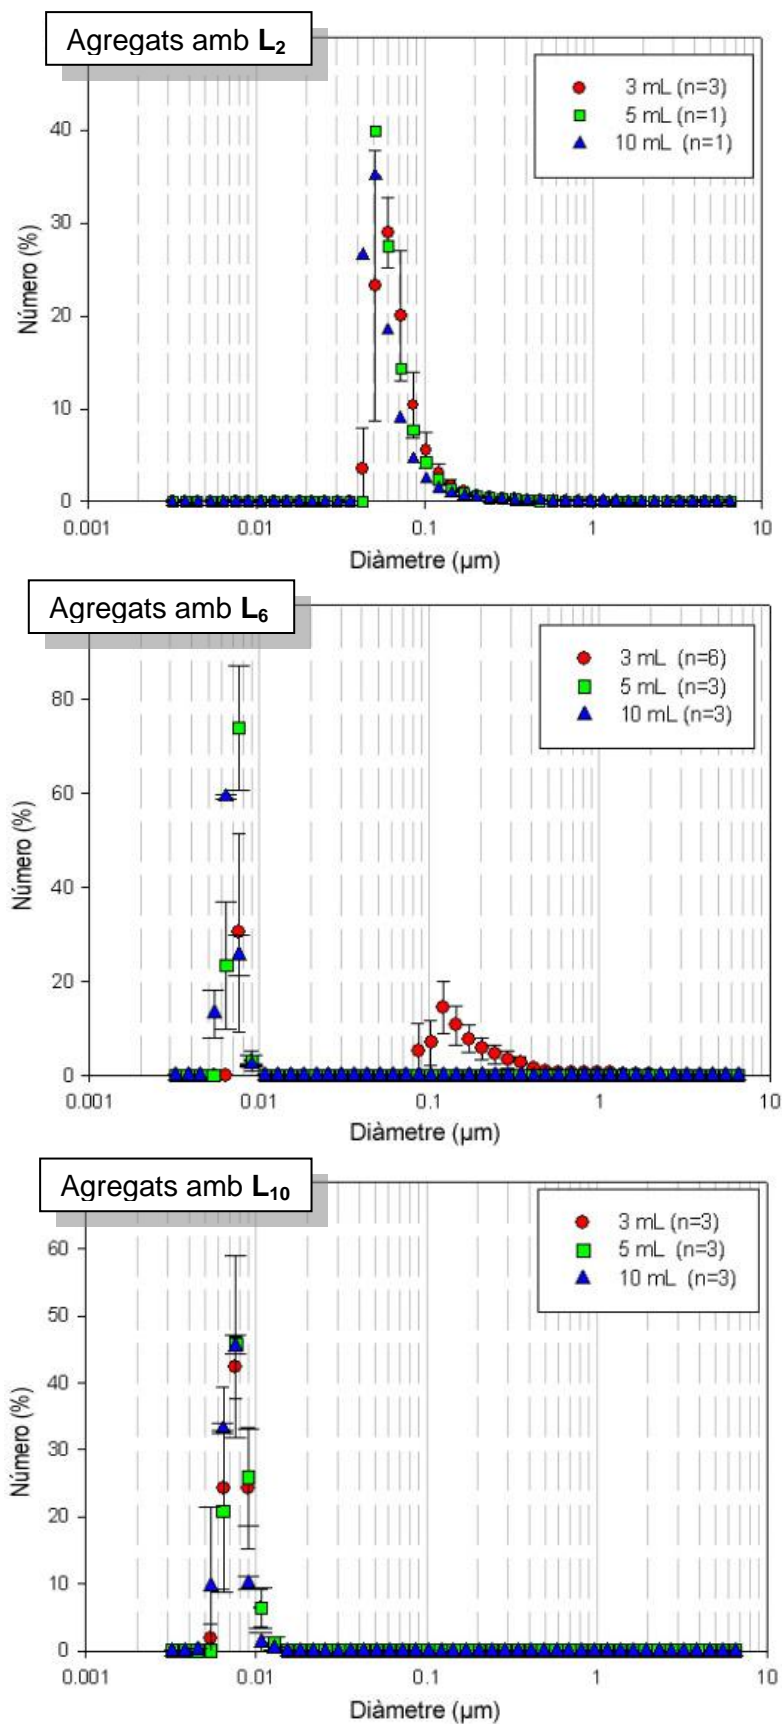 Agregats amb L₂
3 mL (n=3)
5 mL (n=1)
10 mL (n=1)
Número (%)
40
30
20
10
0
0.001 0.01 0.1 1 10
Diàmetre (µm)
Agregats amb L₆
3 mL (n=6)
5 mL (n=3)
10 mL (n=3)
Número (%)
80
60
40
20
0
0.001 0.01 0.1 1 10
Diàmetre (µm)
Agregats amb L₁₀
3 mL (n=3)
5 mL (n=3)
10 mL (n=3)
Número (%)
60
50
40
30
20
10
0
0.001 0.01 0.1 1 10
Diàmetre (µm)